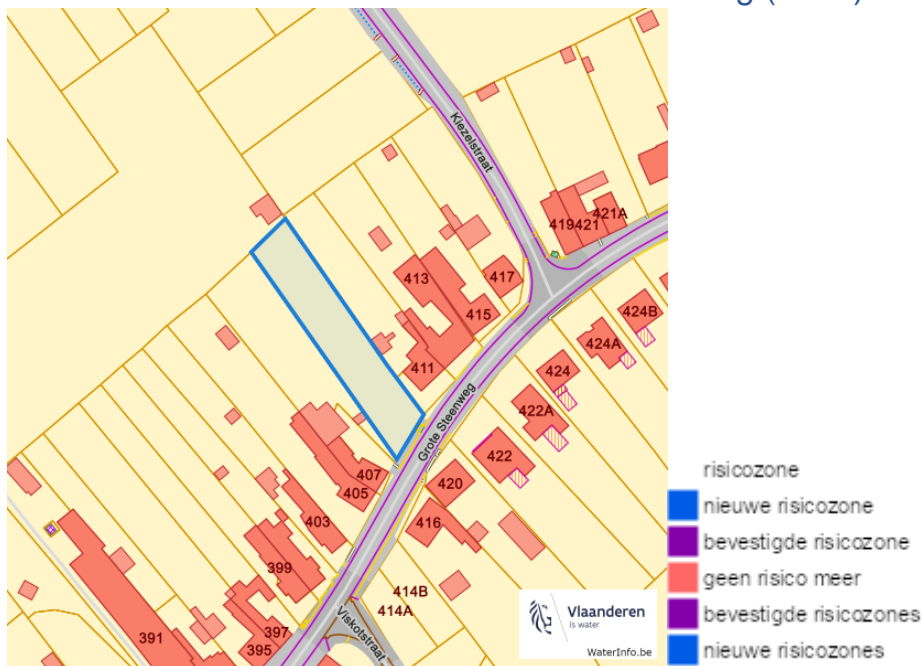 Kiezelstraat
419 421 421A
413
417
415
424B
424A
411
424
Grote Steenweg
422A
422
407
405
420
403
416
399
414B
414A
397
395
391
Viskotstraat
Vlaanderen
is water
WaterInfo.be
risicozone
nieuwe risicozone
bevestigde risicozone
geen risico meer
bevestigde risicozones
nieuwe risicozones